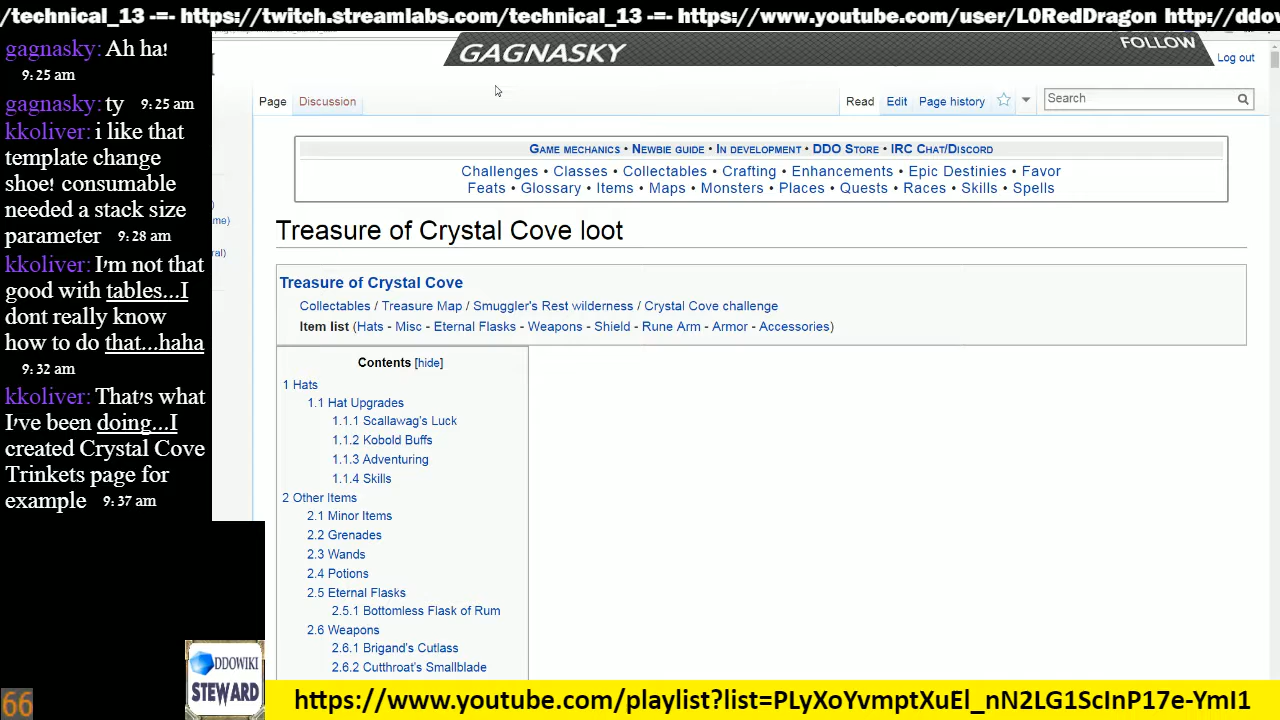 /technical_13 -=- https://twitch.streamlabs.com/technical_13 -=- https://www.youtube.com/user/L0RedDragon http://ddow
gagnasky: Ah ha!
9:25 am
gagnasky: ty 9:25 am
kkoliver: i like that
template change
shoe! consumable
needed a stack size
parameter 9:28 am
kkoliver: I'm not that
good with tables...I
dont really know
how to do that...haha
9:32 am
kkoliver: That's what
I've been doing...I
created Crystal Cove
Trinkets page for
example 9:37 am
me)
ral)
GAGNASKY
FOLLOW
Log out
Page Discussion Read Edit Page history Search
Game mechanics • Newbie guide • In development • DDO Store • IRC Chat/Discord
Challenges • Classes • Collectables • Crafting • Enhancements • Epic Destinies • Favor
Feats • Glossary • Items • Maps • Monsters • Places • Quests • Races • Skills • Spells
Treasure of Crystal Cove loot
Treasure of Crystal Cove
Collectables / Treasure Map / Smuggler's Rest wilderness / Crystal Cove challenge
Item list (Hats - Misc - Eternal Flasks - Weapons - Shield - Rune Arm - Armor - Accessories)
Contents [hide]
1 Hats
1.1 Hat Upgrades
1.1.1 Scallawag's Luck
1.1.2 Kobold Buffs
1.1.3 Adventuring
1.1.4 Skills
2 Other Items
2.1 Minor Items
2.2 Grenades
2.3 Wands
2.4 Potions
2.5 Eternal Flasks
2.5.1 Bottomless Flask of Rum
2.6 Weapons
2.6.1 Brigand's Cutlass
2.6.2 Cutthroat's Smallblade
DDOWIKI
STEWARD
66
https://www.youtube.com/playlist?list=PLyXoYvmptXuEl_nN2LG1ScInP17e-YmI1